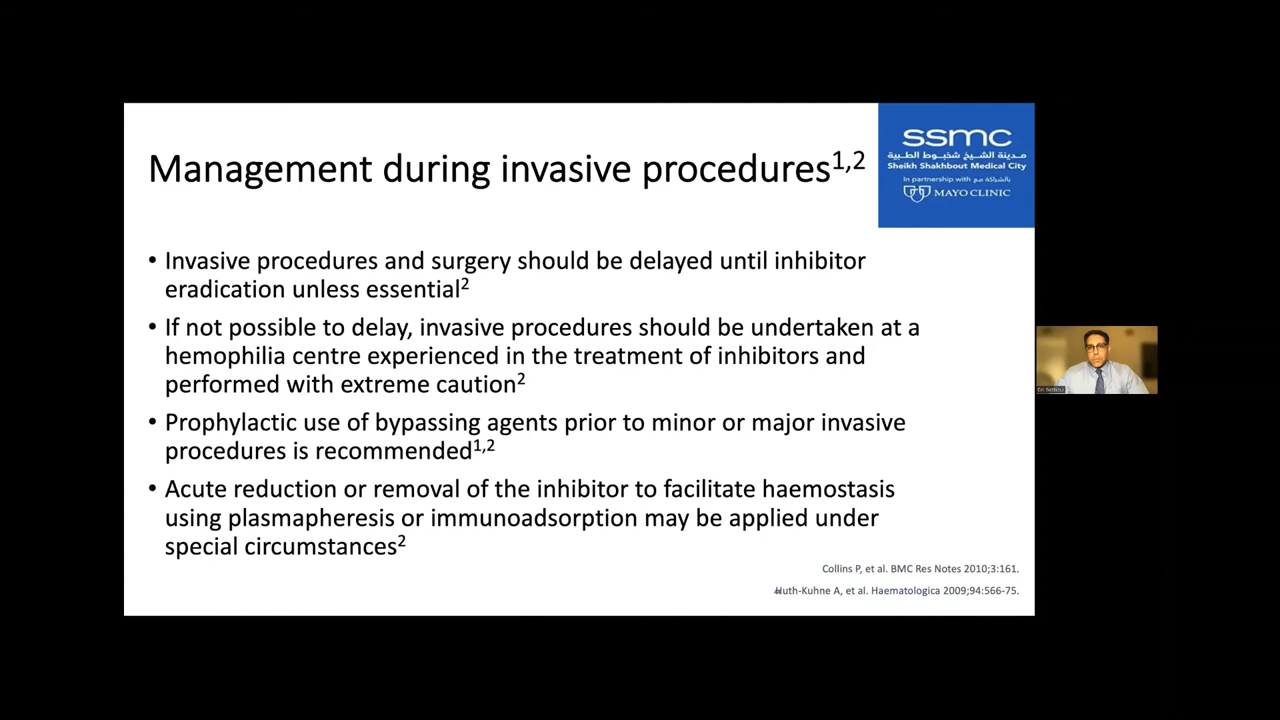 Management during invasive procedures1,2
ssmc
مدينة الشيخ شخبوط الطبية
Sheikh Shakhbout Medical City
In partnership with بالشراكة مع
MAYO CLINIC
• Invasive procedures and surgery should be delayed until inhibitor
eradication unless essential2
• If not possible to delay, invasive procedures should be undertaken at a
hemophilia centre experienced in the treatment of inhibitors and
performed with extreme caution2
• Prophylactic use of bypassing agents prior to minor or major invasive
procedures is recommended1,2
• Acute reduction or removal of the inhibitor to facilitate haemostasis
using plasmapheresis or immunoadsorption may be applied under
special circumstances2
Collins P, et al. BMC Res Notes 2010;3:161.
Huth-Kuhne A, et al. Haematologica 2009;94:566-75.